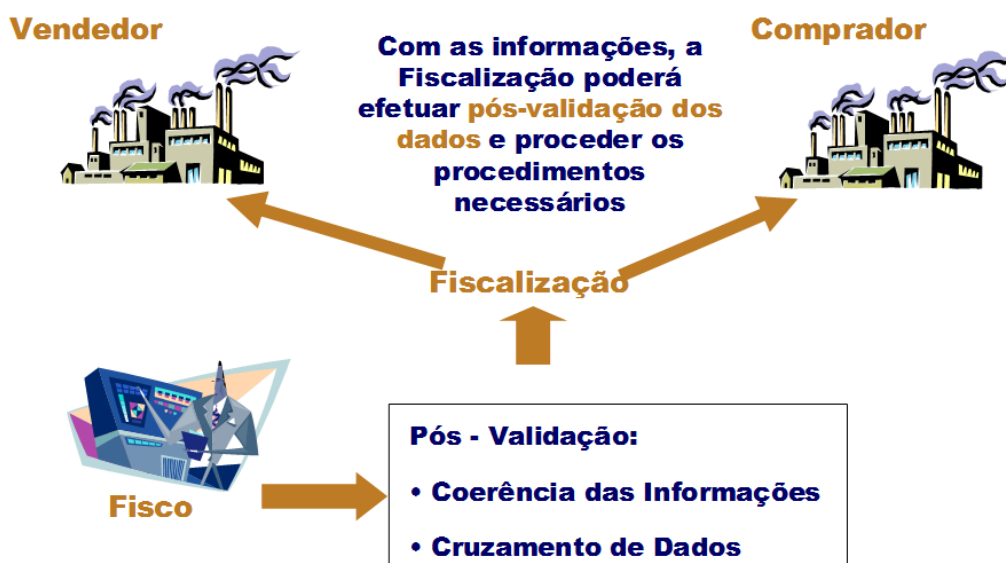 Vendedor
Comprador
Com as informações, a
Fiscalização poderá
efetuar pós-validação dos
dados e proceder os
procedimentos
necessários
Fiscalização
Fisco
Pós - Validação:
• Coerência das Informações
• Cruzamento de Dados